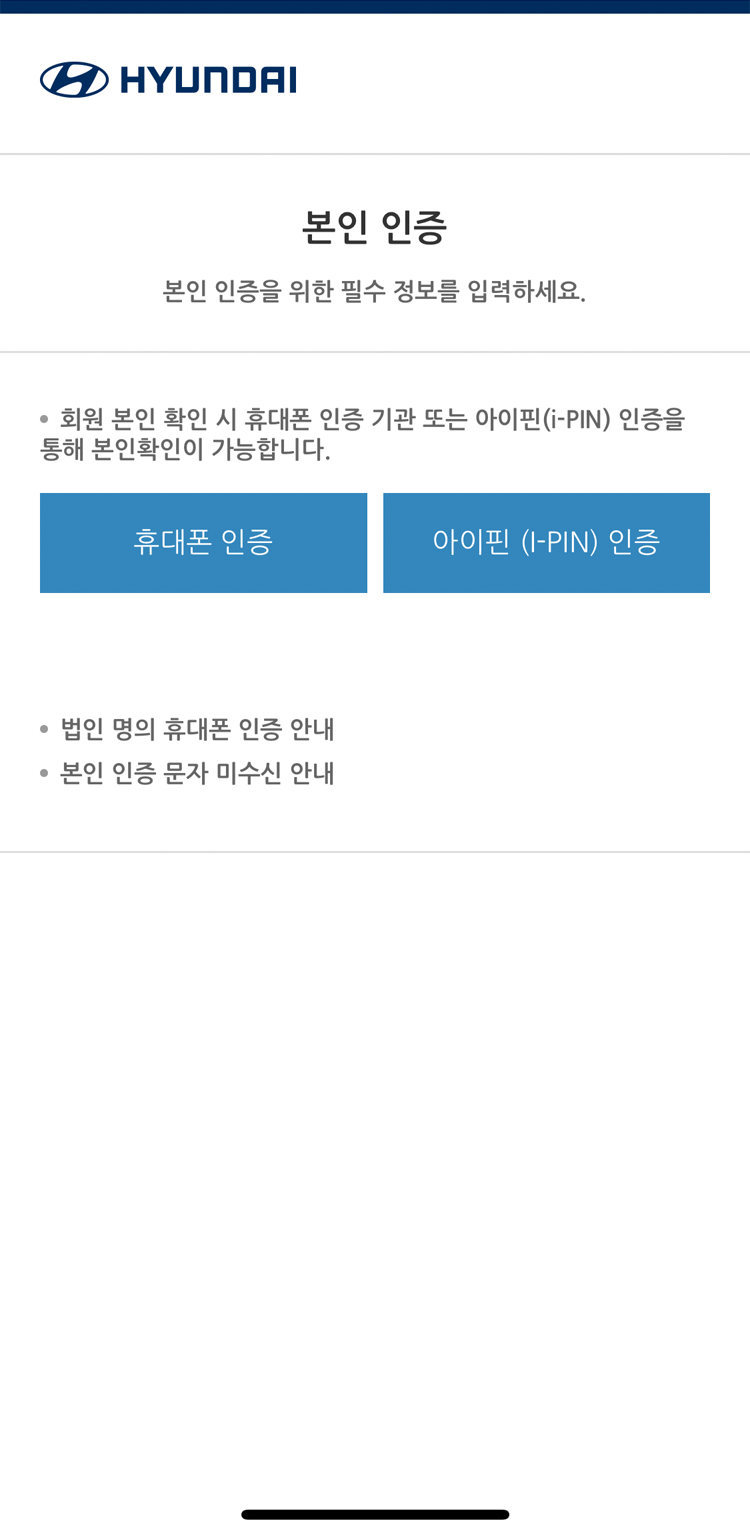 HYUNDAI
본인 인증
본인 인증을 위한 필수 정보를 입력하세요.
• 회원 본인 확인 시 휴대폰 인증 기관 또는 아이핀(i-PIN) 인증을
통해 본인확인이 가능합니다.
휴대폰 인증
아이핀 (I-PIN) 인증
• 법인 명의 휴대폰 인증 안내
• 본인 인증 문자 미수신 안내